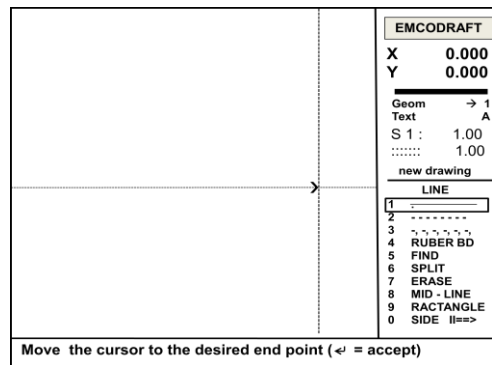 EMCODRAFT
X 0.000
Y 0.000
Geom → 1
Text A
S 1 : 1.00
::::::: 1.00
new drawing
LINE
1
2 - - - - - - - -
3 -, -, -, -, -, -,
4 RUBER BD
5 FIND
6 SPLIT
7 ERASE
8 MID - LINE
9 RACTANGLE
0 SIDE II==>
Move the cursor to the desired end point (↵ = accept)